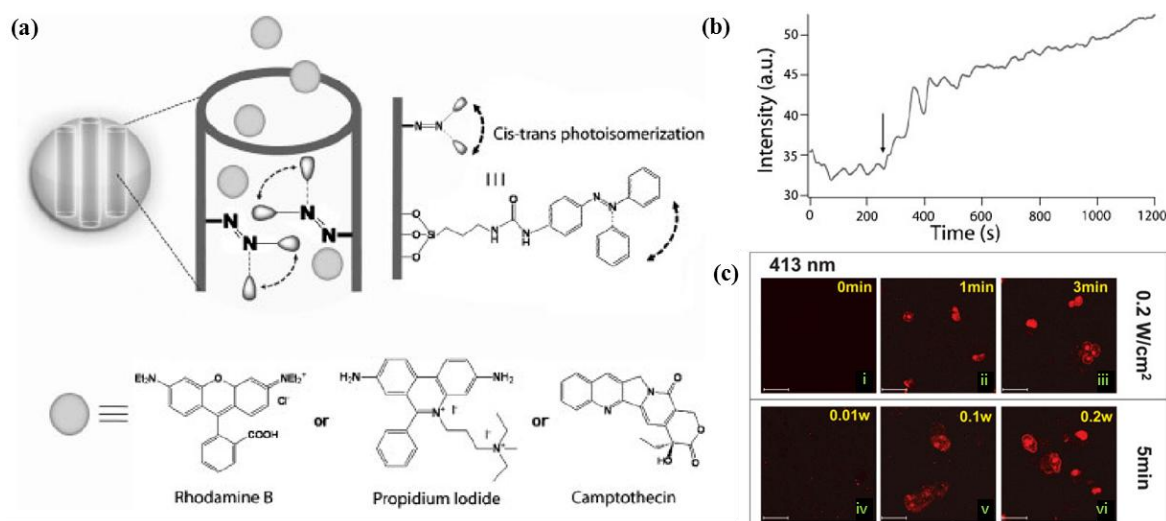 (a)
N
N
N
N
N
N
Cis-trans photoisomerization
O
O
O
Si
N
H
O
N
H
N
N
Et₂N
O
NEt₂⁺
Cl⁻
COOH
Rhodamine B
or
H₂N
NH₂
N⁺
I⁻
I⁻
N⁺
Propidium Iodide
or
N
N
O
O
HO
O
Camptothecin
(b)
Intensity (a.u.)
50
45
40
35
30
0
200
400
600
800
1000
1200
Time (s)
(c)
413 nm
0min
1min
3min
i
ii
iii
0.2 W/cm²
0.01w
0.1w
0.2w
iv
v
vi
5min